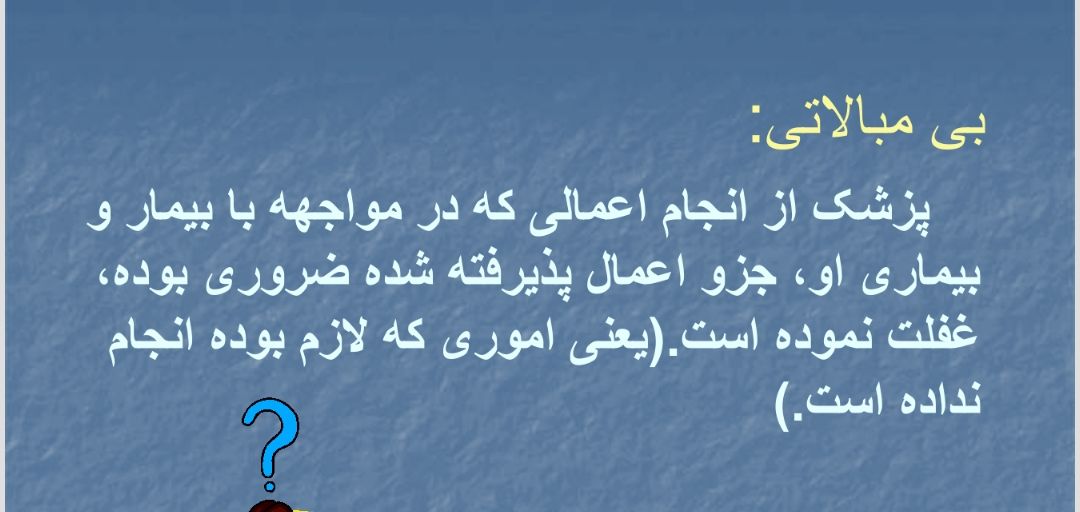 بی مبالاتی:
پزشک از انجام اعمالی که در مواجهه با بیمار و
بیماری او، جزو اعمال پذیرفته شده ضروری بوده،
غفلت نموده است.(یعنی اموری که لازم بوده انجام
نداده است.)
?